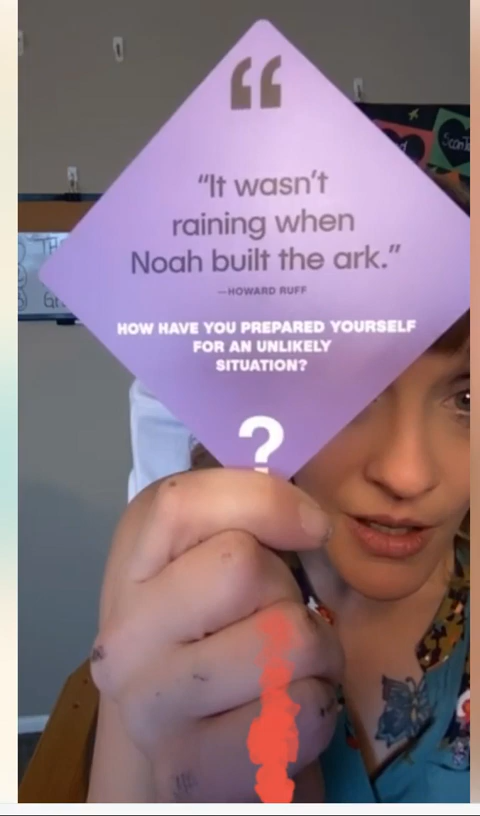 “
“It wasn’t
raining when
Noah built the ark.”
—HOWARD RUFF
HOW HAVE YOU PREPARED YOURSELF
FOR AN UNLIKELY
SITUATION?
?
TH